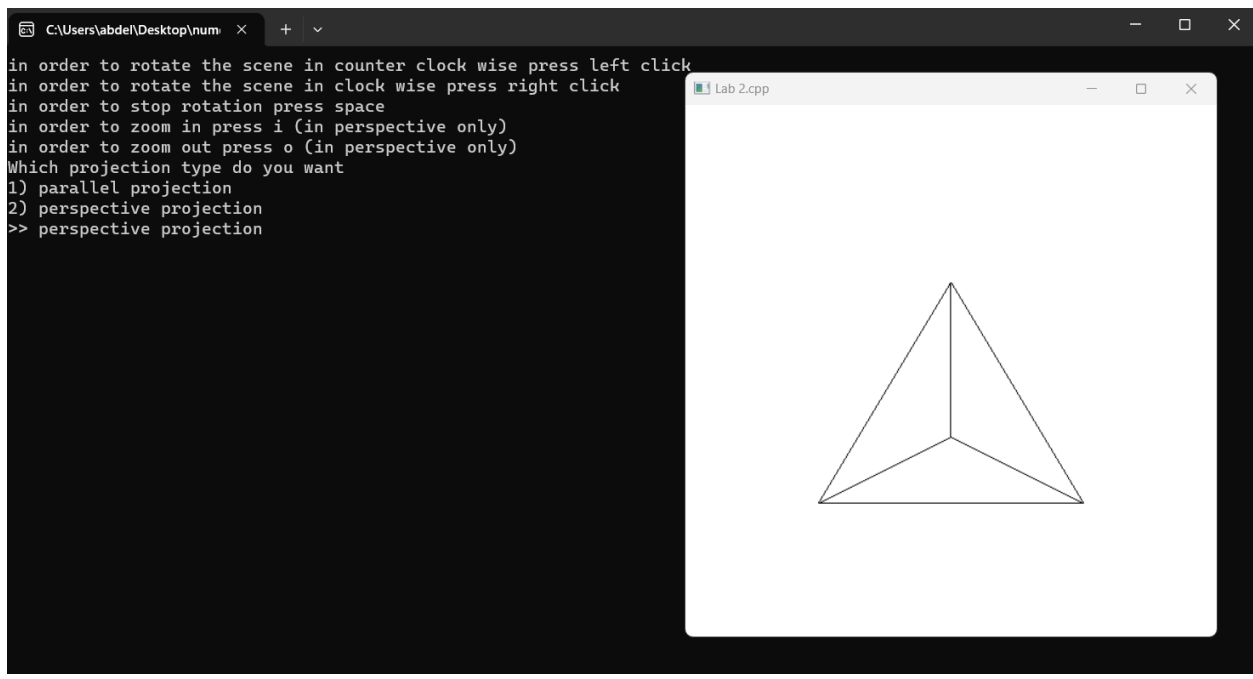 C:\Users\abdel\Desktop\num
in order to rotate the scene in counter clock wise press left click
in order to rotate the scene in clock wise press right click
in order to stop rotation press space
in order to zoom in press i (in perspective only)
in order to zoom out press o (in perspective only)
Which projection type do you want
1) parallel projection
2) perspective projection
>> perspective projection
Lab 2.cpp